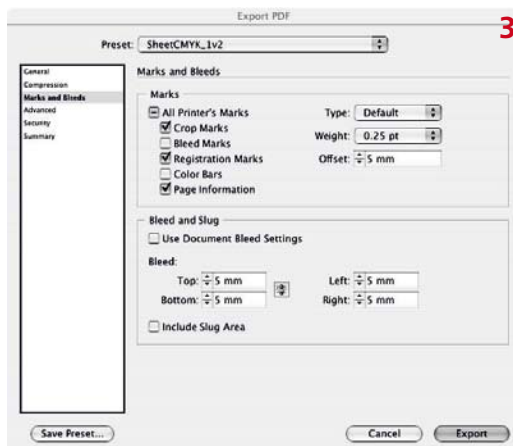 Export PDF
3
Preset: SheetCMYK_1v2
General
Compression
Marks and Bleeds
Advanced
Security
Summary
Marks and Bleeds
Marks
All Printer's Marks
Crop Marks
Bleed Marks
Registration Marks
Color Bars
Page Information
Type: Default
Weight: 0.25 pt
Offset: 5 mm
Bleed and Slug
Use Document Bleed Settings
Bleed:
Top: 5 mm
Bottom: 5 mm
Left: 5 mm
Right: 5 mm
Include Slug Area
Save Preset...
Cancel
Export